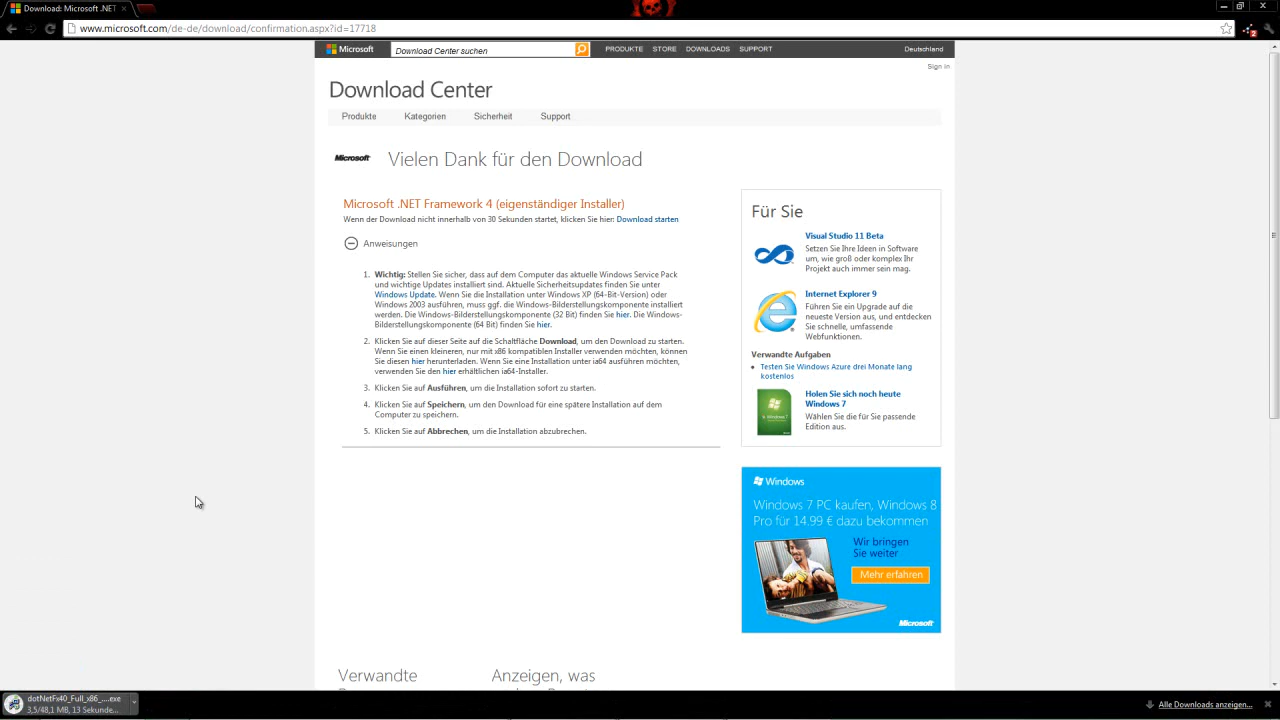 Download: Microsoft .NET
www.microsoft.com/de-de/download/confirmation.aspx?id=17718
Microsoft
Download Center suchen
PRODUKTE STORE DOWNLOADS SUPPORT
Deutschland
Sign in
Download Center
Produkte Kategorien Sicherheit Support
Microsoft
Vielen Dank für den Download
Microsoft .NET Framework 4 (eigenständiger Installer)
Wenn der Download nicht innerhalb von 30 Sekunden startet, klicken Sie hier: Download starten
Anweisungen
1. Wichtig: Stellen Sie sicher, dass auf dem Computer das aktuelle Windows Service Pack
und wichtige Updates installiert sind. Aktuelle Sicherheitsupdates finden Sie unter
Windows Update. Wenn Sie die Installation unter Windows XP (64-Bit-Version) oder
Windows 2003 ausführen, muss ggf. die Windows-Bilderstellungskomponente installiert
werden. Die Windows-Bilderstellungskomponente (32 Bit) finden Sie hier. Die Windows-
Bilderstellungskomponente (64 Bit) finden Sie hier.
2. Klicken Sie auf dieser Seite auf die Schaltfläche Download, um den Download zu starten.
Wenn Sie einen kleineren, nur mit x86 kompatiblen Installer verwenden möchten, können
Sie diesen hier herunterladen. Wenn Sie eine Installation unter ia64 ausführen möchten,
verwenden Sie den hier erhältlichen ia64-Installer.
3. Klicken Sie auf Ausführen, um die Installation sofort zu starten.
4. Klicken Sie auf Speichern, um den Download für eine spätere Installation auf dem
Computer zu speichern.
5. Klicken Sie auf Abbrechen, um die Installation abzubrechen.
Für Sie
Visual Studio 11 Beta
Setzen Sie Ihre Ideen in Software
um, wie groß oder komplex Ihr
Projekt auch immer sein mag.
Internet Explorer 9
Führen Sie ein Upgrade auf die
neueste Version aus, und entdecken
Sie schnelle, umfassende
Webfunktionen.
Verwandte Aufgaben
Testen Sie Windows Azure drei Monate lang
kostenlos
Holen Sie sich noch heute
Windows 7
Wählen Sie die für Sie passende
Edition aus.
Windows
Windows 7 PC kaufen, Windows 8
Pro für 14.99 € dazu bekommen
Wir bringen
Sie weiter
Mehr erfahren
Microsoft
Verwandte
Anzeigen, was
dotNetFx40_Full_x86_....exe
3,5/48,1 MB, 13 Sekunde...
Alle Downloads anzeigen...